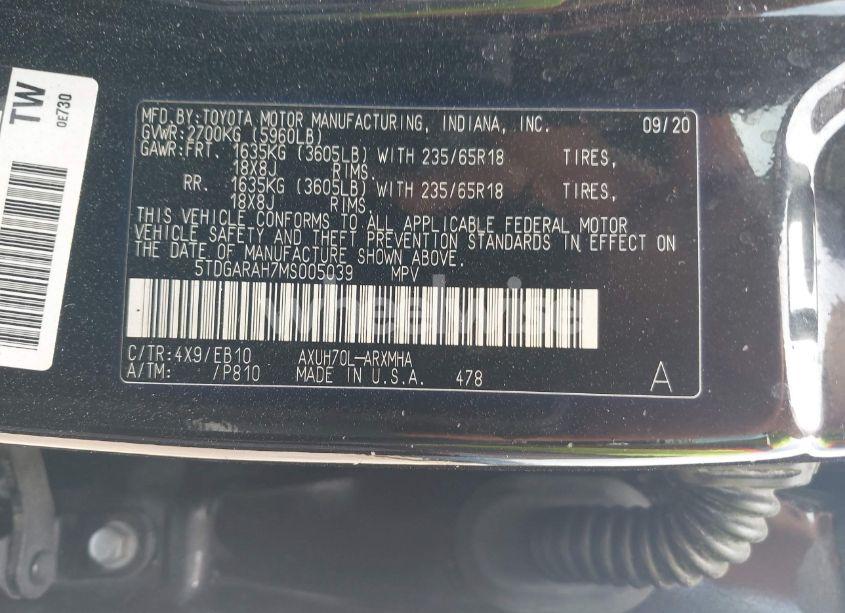 TW
0E730
MFD.BY:TOYOTA MOTOR MANUFACTURING, INDIANA, INC. 09/20
GVWR:2700KG (5960LB)
GAWR:FRT. 1635KG (3605LB) WITH 235/65R18 TIRES,
18X8J RIMS.
RR. 1635KG (3605LB) WITH 235/65R18 TIRES,
18X8J RIMS.
THIS VEHICLE CONFORMS TO ALL APPLICABLE FEDERAL MOTOR
VEHICLE SAFETY AND THEFT PREVENTION STANDARDS IN EFFECT ON
THE DATE OF MANUFACTURE SHOWN ABOVE.
5TDGARAH7MS005039 MPV
wheelwise
C/TR:4X9/EB10 AXUH70L-ARXMHA
A/TM: /P810 MADE IN U.S.A. 478 A